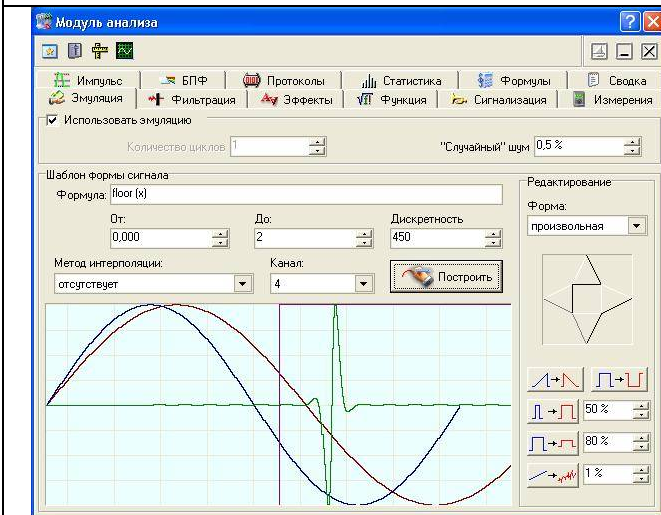 Модуль анализа
Импульс БПФ Протоколы Статистика Формулы Сводка
Эмуляция Фильтрация Эффекты Функция Сигнализация Измерения
Использовать эмуляцию
Количество циклов 1 "Случайный" шум 0,5 %
Шаблон формы сигнала
Формула: floor (x)
От: До: Дискретность
0,000 2 450
Метод интерполяции: Канал:
отсутствует 4 Построить
Редактирование
Форма:
произвольная
50 %
80 %
1 %